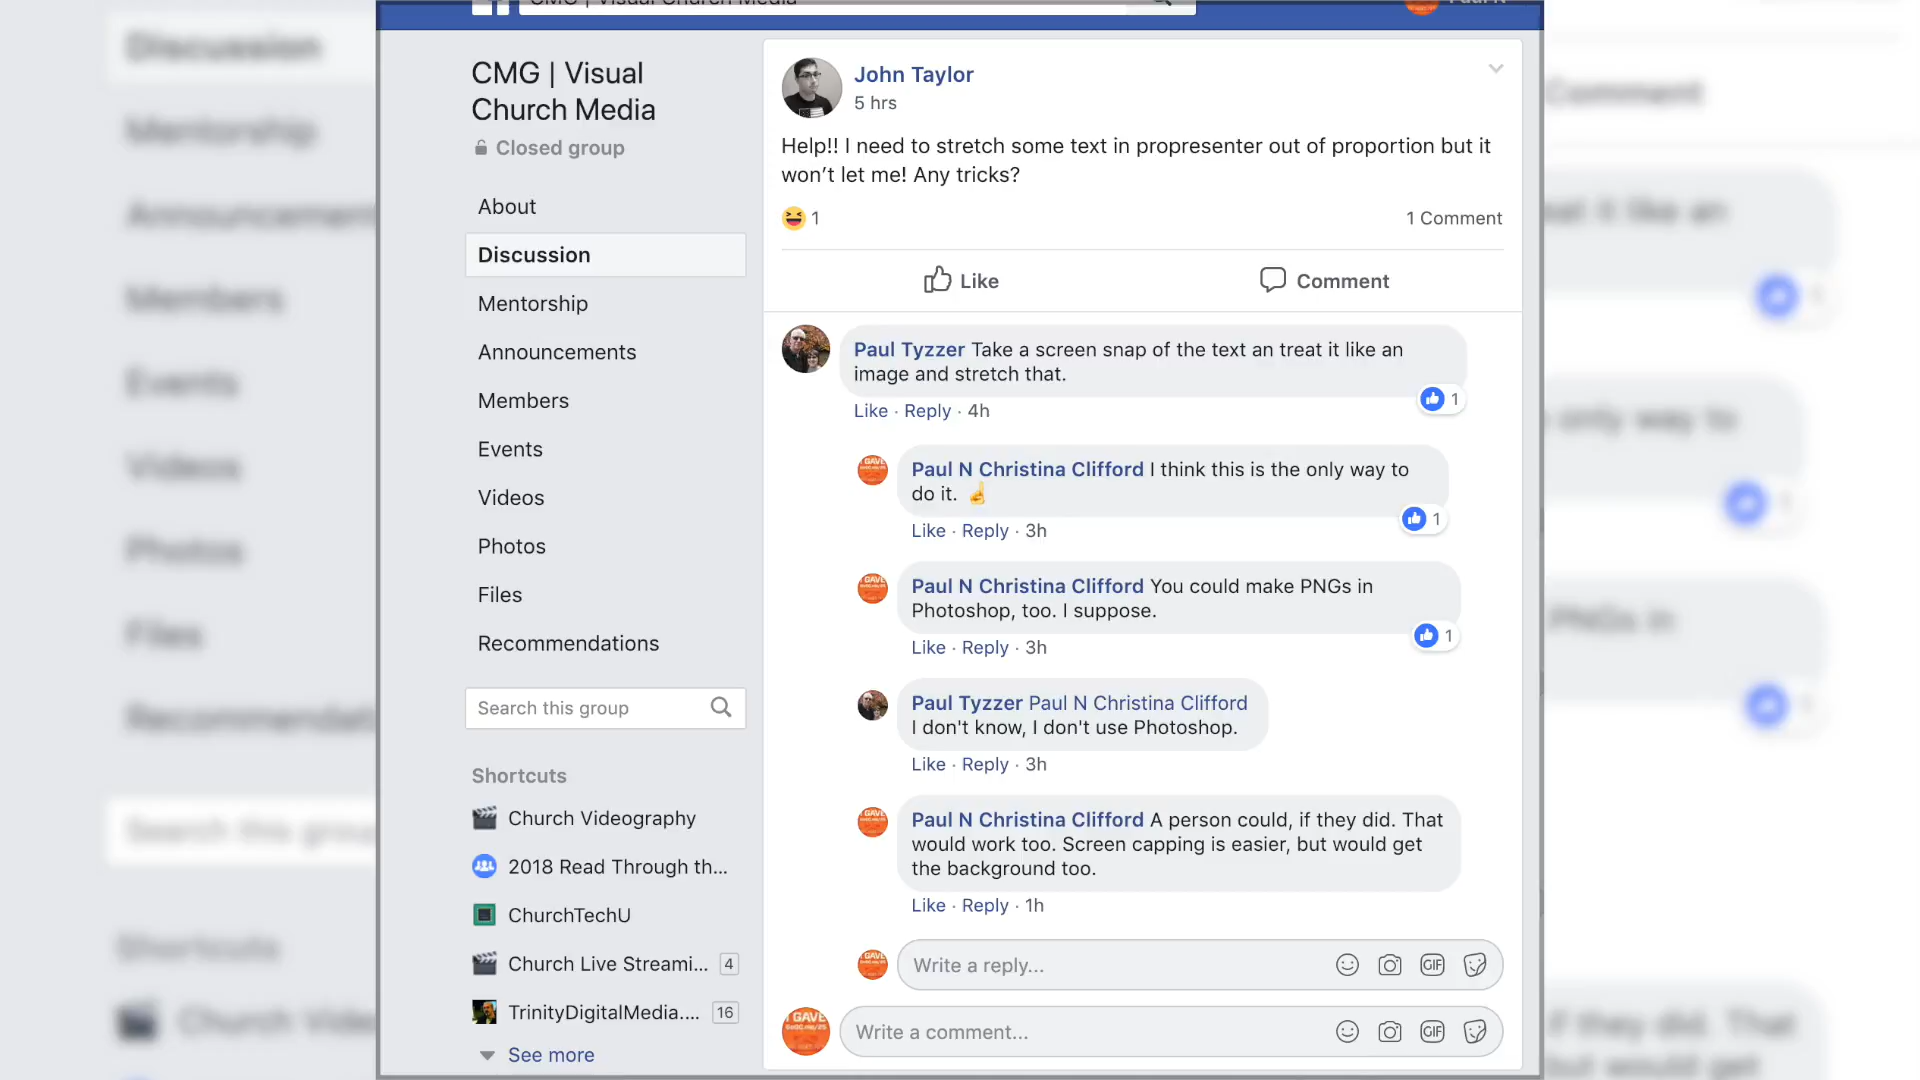 CMG | Visual Church Media
Paul N
CMG | Visual
Church Media
Closed group
About
Discussion
Mentorship
Announcements
Members
Events
Videos
Photos
Files
Recommendations
Search this group
Shortcuts
Church Videography
2018 Read Through th...
ChurchTechU
Church Live Streami... 4
TrinityDigitalMedia.... 16
See more
John Taylor
5 hrs
Help!! I need to stretch some text in propresenter out of proportion but it
won’t let me! Any tricks?
1
1 Comment
Like
Comment
Paul Tyzzer Take a screen snap of the text an treat it like an
image and stretch that.
1
Like · Reply · 4h
Paul N Christina Clifford I think this is the only way to
do it.
1
Like · Reply · 3h
Paul N Christina Clifford You could make PNGs in
Photoshop, too. I suppose.
1
Like · Reply · 3h
Paul Tyzzer Paul N Christina Clifford
I don't know, I don't use Photoshop.
Like · Reply · 3h
Paul N Christina Clifford A person could, if they did. That
would work too. Screen capping is easier, but would get
the background too.
Like · Reply · 1h
Write a reply...
GIF
I GAVE
Write a comment...
GIF